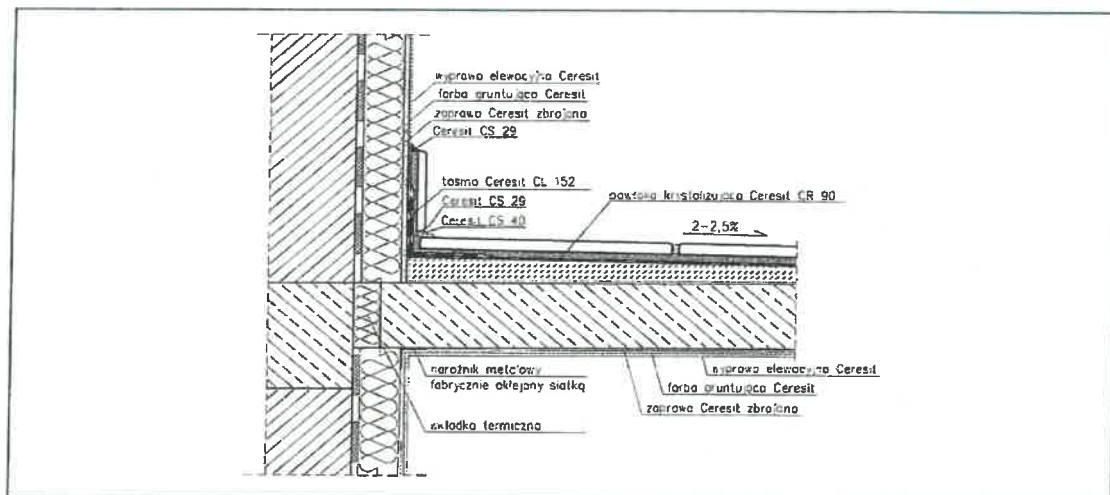 wyprawa elewacyjna Ceresit
farba gruntująca Ceresit
zaprawa Ceresit zbrojona
Ceresit CS 29
taśma Ceresit CL 152
Ceresit CS 29
Ceresit CS 40
powłoka krystalizująca Ceresit CR 90
2-2,5%
narożnik metalowy
fabrycznie oklejony siatką
wyprawa elewacyjna Ceresit
farba gruntująca Ceresit
zaprawa Ceresit zbrojona
wkładka termiczna